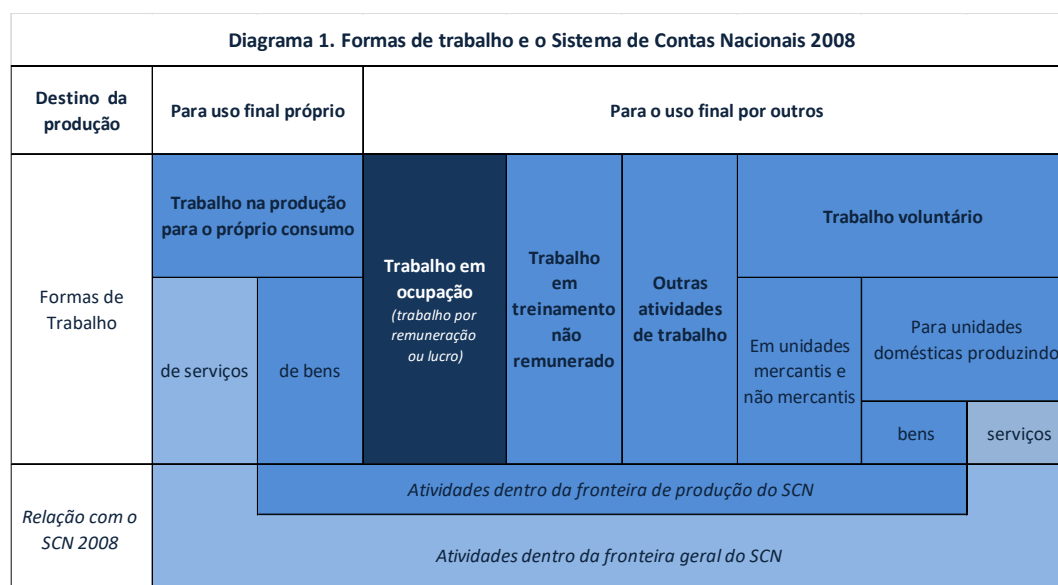 Diagrama 1. Formas de trabalho e o Sistema de Contas Nacionais 2008
Destino da
produção
Para uso final próprio
Para o uso final por outros
Formas de
Trabalho
Trabalho na produção
para o próprio consumo
de serviços
de bens
Trabalho em
ocupação
(trabalho por
remuneração
ou lucro)
Trabalho
em
treinamento
não
remunerado
Outras
atividades
de trabalho
Trabalho voluntário
Em unidades
mercantis e
não mercantis
Para unidades
domésticas produzindo
bens
serviços
Relação com o
SCN 2008
Atividades dentro da fronteira de produção do SCN
Atividades dentro da fronteira geral do SCN